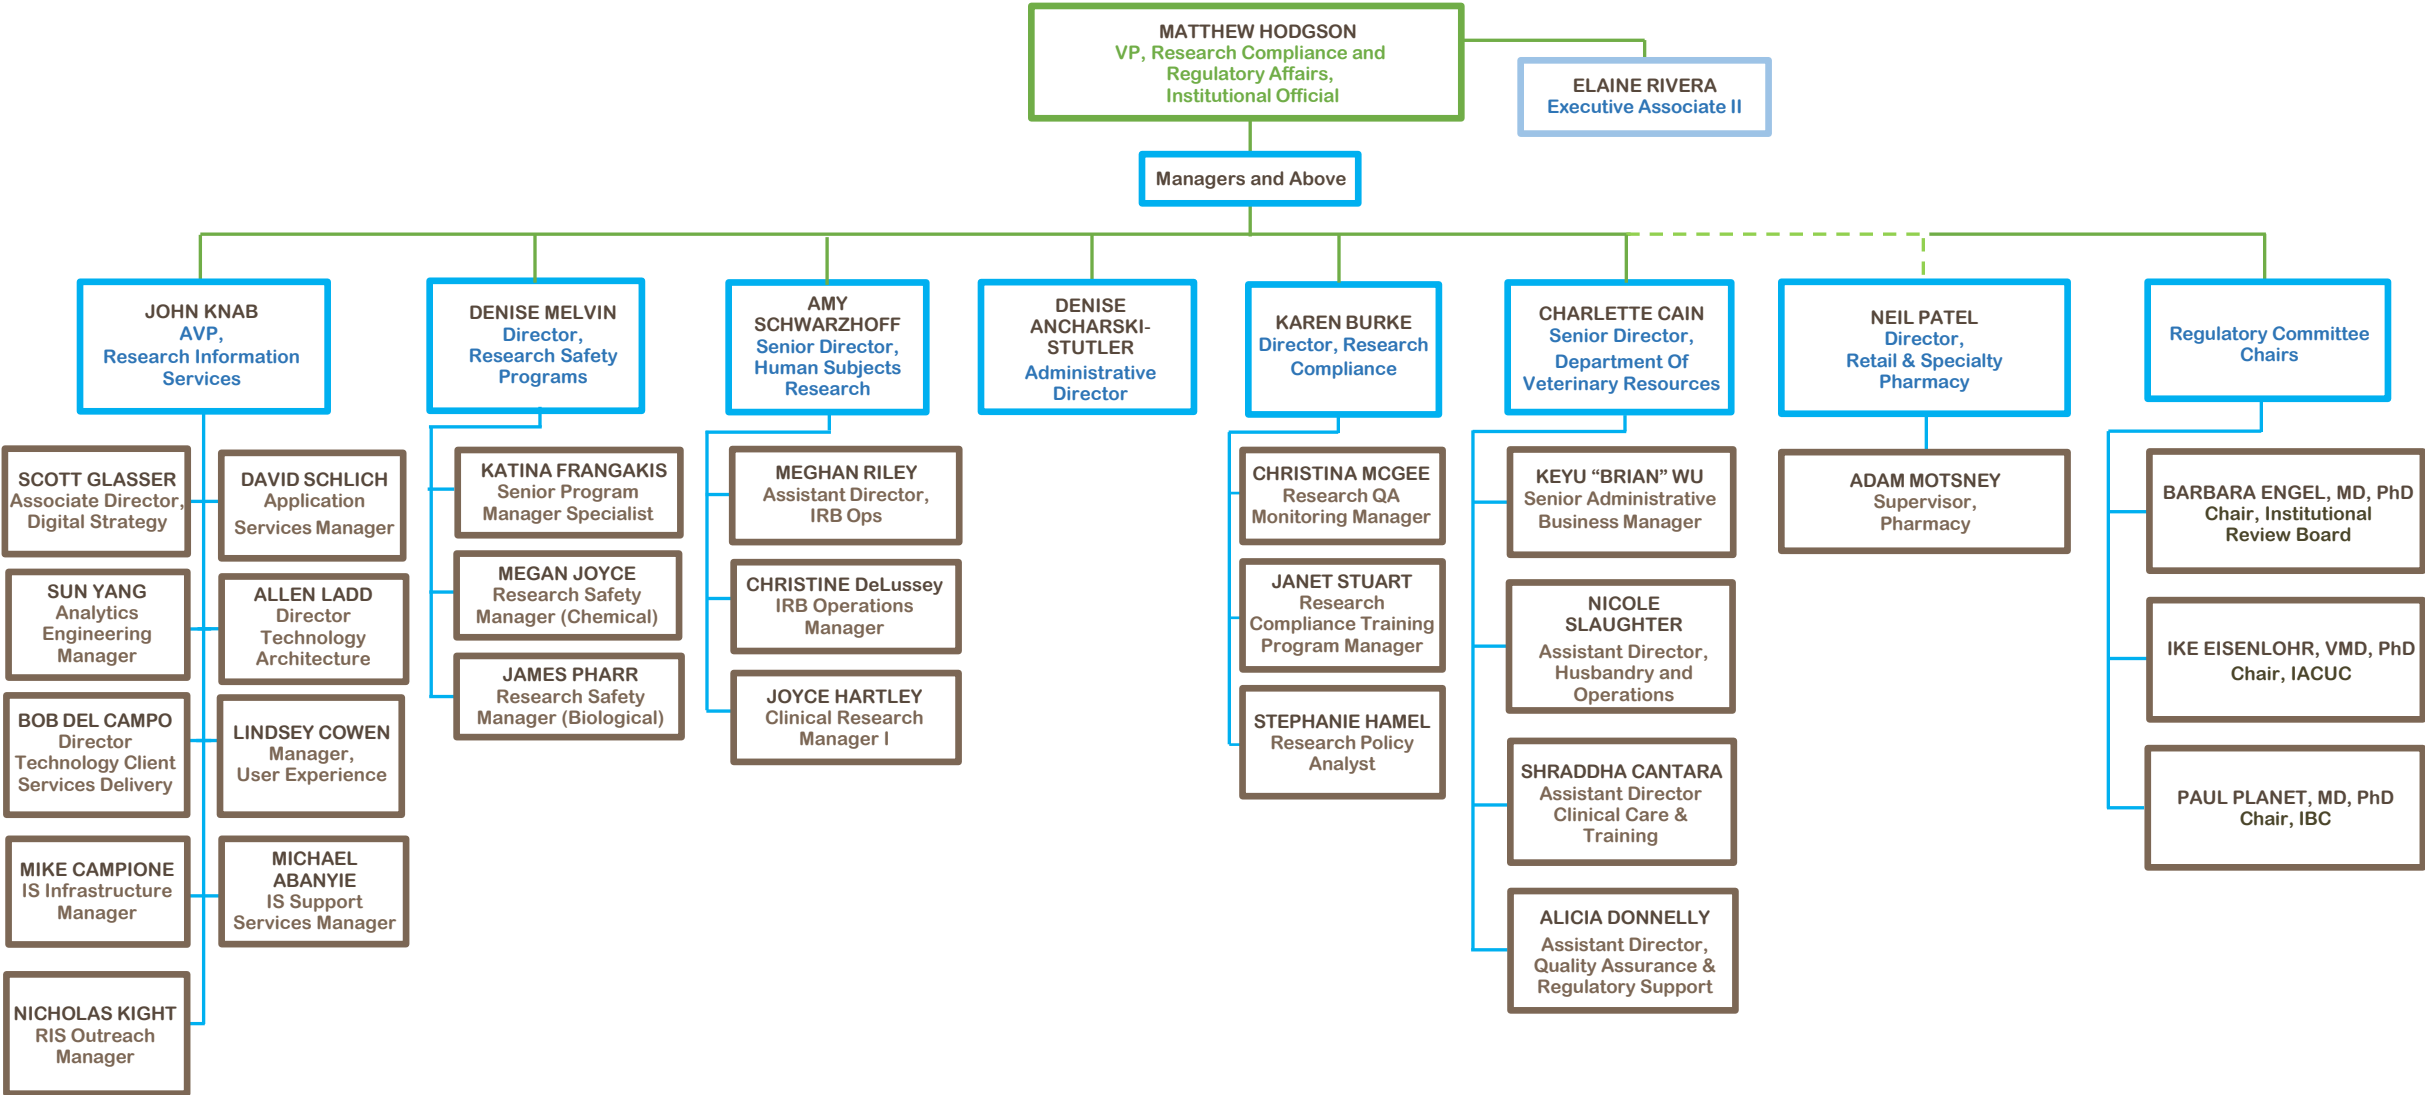 MATTHEW HODGSON
VP, Research Compliance and
Regulatory Affairs,
Institutional Official
ELAINE RIVERA
Executive Associate II
Managers and Above
JOHN KNAB
AVP,
Research Information
Services
DENISE MELVIN
Director,
Research Safety
Programs
AMY
SCHWARZHOFF
Senior Director,
Human Subjects
Research
DENISE
ANCHARSKI-
STUTLER
Administrative
Director
KAREN BURKE
Director, Research
Compliance
CHARLETTE CAIN
Senior Director,
Department Of
Veterinary Resources
NEIL PATEL
Director,
Retail & Specialty
Pharmacy
Regulatory Committee
Chairs
SCOTT GLASSER
Associate Director,
Digital Strategy
DAVID SCHLICH
Application
Services Manager
SUN YANG
Analytics
Engineering
Manager
ALLEN LADD
Director
Technology
Architecture
BOB DEL CAMPO
Director
Technology Client
Services Delivery
LINDSEY COWEN
Manager,
User Experience
MIKE CAMPIONE
IS Infrastructure
Manager
MICHAEL
ABANYIE
IS Support
Services Manager
NICHOLAS KIGHT
RIS Outreach
Manager
KATINA FRANGAKIS
Senior Program
Manager Specialist
MEGAN JOYCE
Research Safety
Manager (Chemical)
JAMES PHARR
Research Safety
Manager (Biological)
MEGHAN RILEY
Assistant Director,
IRB Ops
CHRISTINE DeLussey
IRB Operations
Manager
JOYCE HARTLEY
Clinical Research
Manager I
CHRISTINA MCGEE
Research QA
Monitoring Manager
JANET STUART
Research
Compliance Training
Program Manager
STEPHANIE HAMEL
Research Policy
Analyst
KEYU “BRIAN” WU
Senior Administrative
Business Manager
NICOLE
SLAUGHTER
Assistant Director,
Husbandry and
Operations
SHRADDHA CANTARA
Assistant Director
Clinical Care &
Training
ALICIA DONNELLY
Assistant Director,
Quality Assurance &
Regulatory Support
ADAM MOTSNEY
Supervisor,
Pharmacy
BARBARA ENGEL, MD, PhD
Chair, Institutional
Review Board
IKE EISENLOHR, VMD, PhD
Chair, IACUC
PAUL PLANET, MD, PhD
Chair, IBC